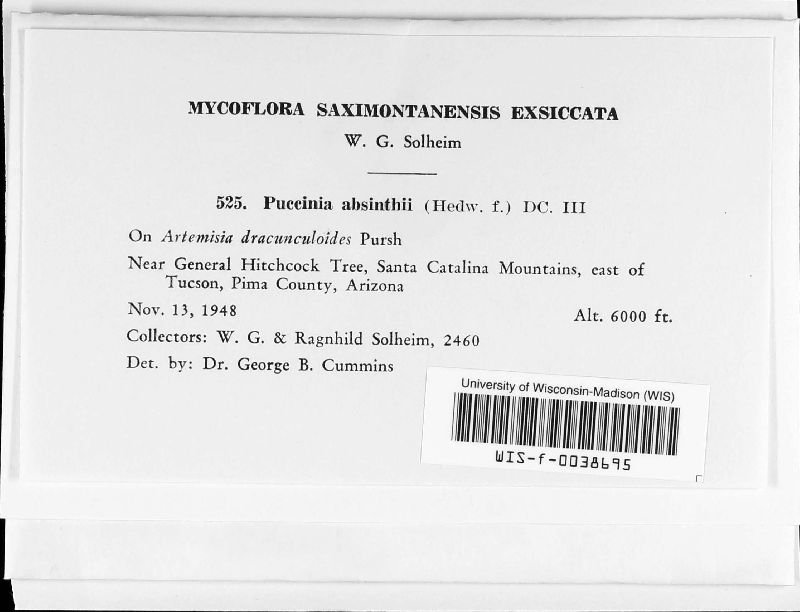 MYCOFLORA SAXIMONTANENSIS EXSICCATA
W. G. Solheim
525. Puccinia absinthii (Hedw. f.) DC. III
On Artemisia dracunculoides Pursh
Near General Hitchcock Tree, Santa Catalina Mountains, east of
Tucson, Pima County, Arizona
Nov. 13, 1948 Alt. 6000 ft.
Collectors: W. G. & Ragnhild Solheim, 2460
Det. by: Dr. George B. Cummins
University of Wisconsin-Madison (WIS)
WIS-f-0038695